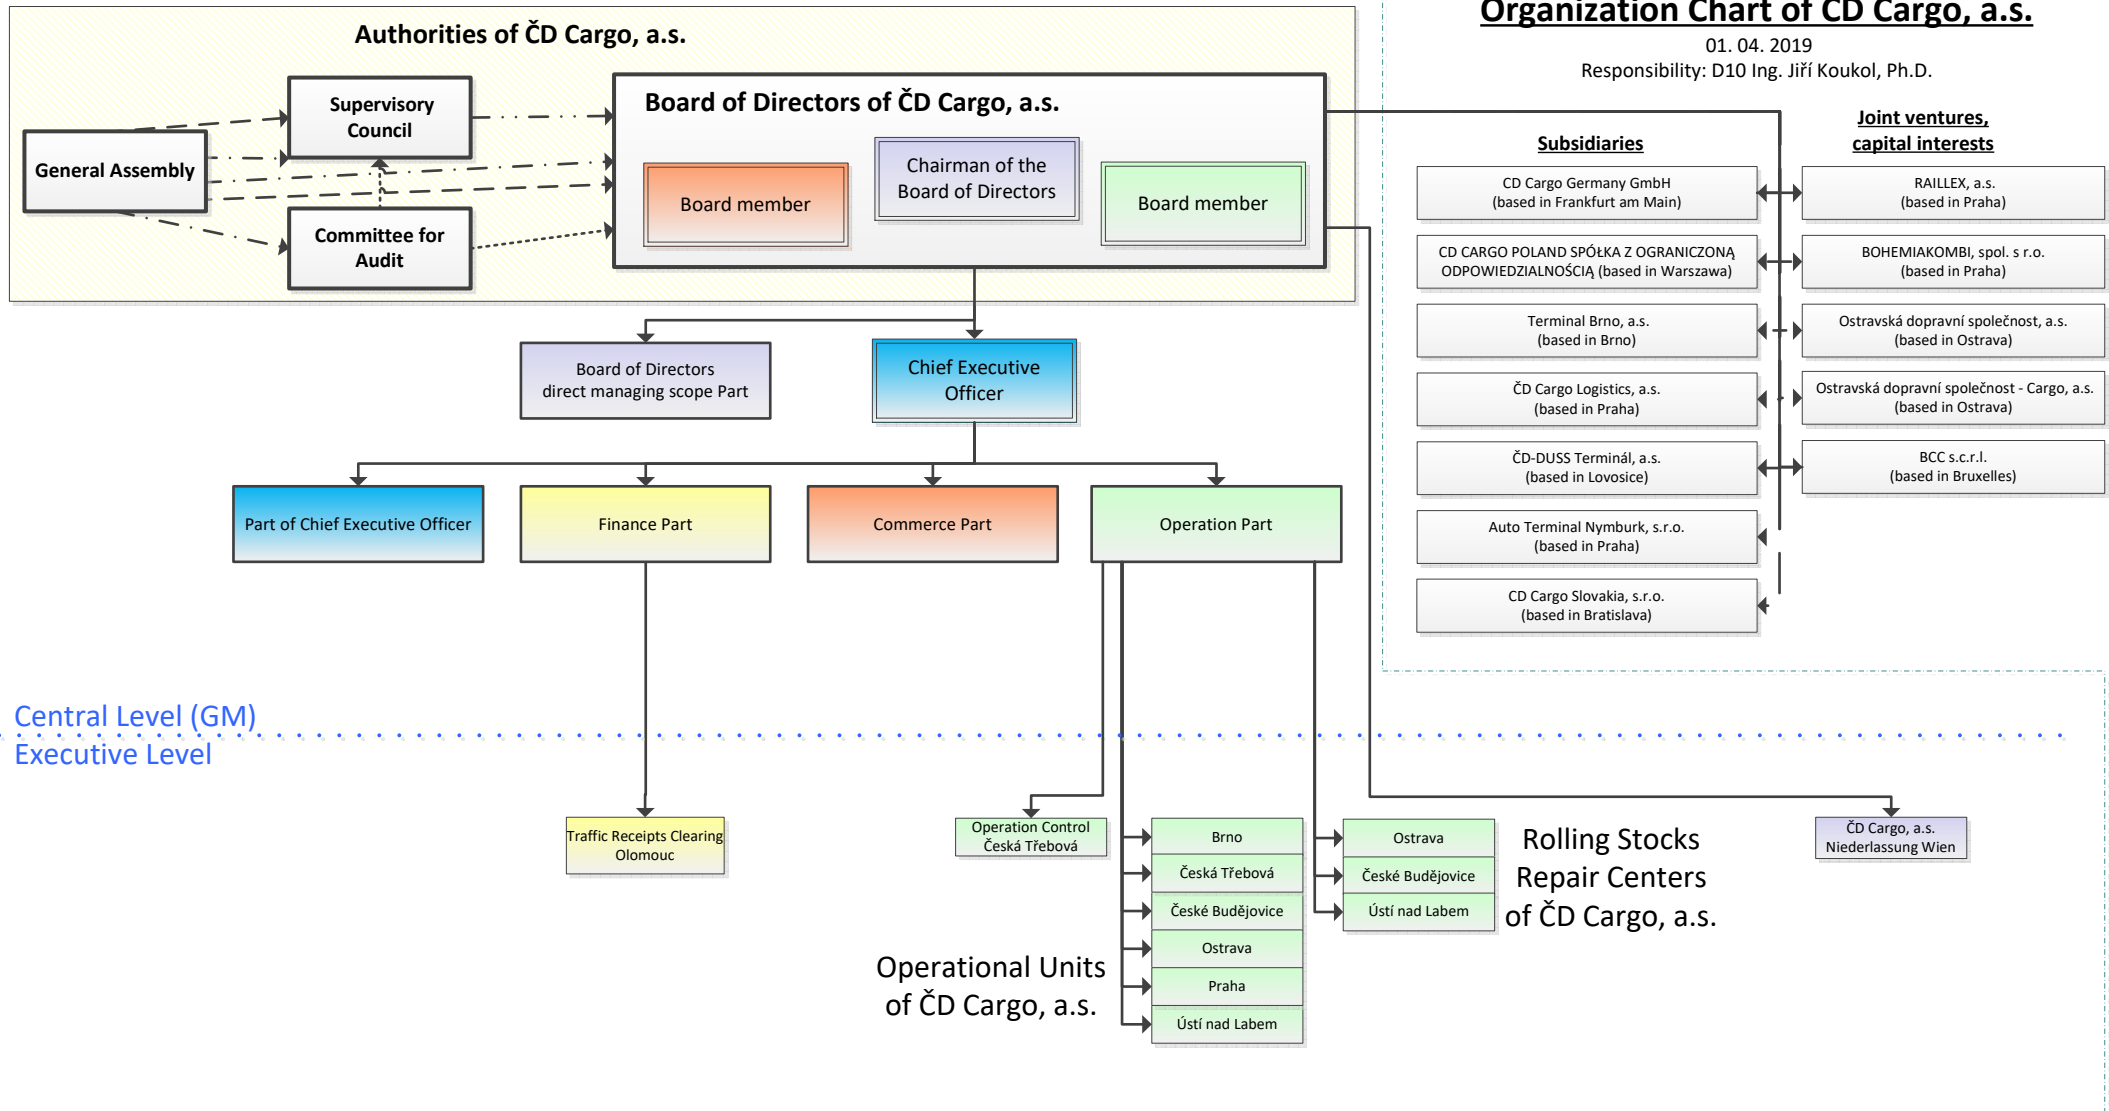 Organization Chart of ČD Cargo, a.s.
01. 04. 2019
Responsibility: D10 Ing. Jiří Koukol, Ph.D.
Authorities of ČD Cargo, a.s.
General Assembly
Supervisory
Council
Committee for
Audit
Board of Directors of ČD Cargo, a.s.
Board member
Chairman of the
Board of Directors
Board member
Subsidiaries
CD Cargo Germany GmbH
(based in Frankfurt am Main)
CD CARGO POLAND SPÓŁKA Z OGRANICZONĄ
ODPOWIEDZIALNOŚCIĄ (based in Warszawa)
Terminal Brno, a.s.
(based in Brno)
ČD Cargo Logistics, a.s.
(based in Praha)
ČD-DUSS Terminál, a.s.
(based in Lovosice)
Auto Terminal Nymburk, s.r.o.
(based in Praha)
CD Cargo Slovakia, s.r.o.
(based in Bratislava)
Joint ventures,
capital interests
RAILLEX, a.s.
(based in Praha)
BOHEMIAKOMBI, spol. s r.o.
(based in Praha)
Ostravská dopravní společnost, a.s.
(based in Ostrava)
Ostravská dopravní společnost - Cargo, a.s.
(based in Ostrava)
BCC s.c.r.l.
(based in Bruxelles)
Board of Directors
direct managing scope Part
Chief Executive
Officer
Part of Chief Executive Officer
Finance Part
Commerce Part
Operation Part
Central Level (GM)
Executive Level
Traffic Receipts Clearing
Olomouc
Operation Control
Česká Třebová
Operational Units
of ČD Cargo, a.s.
Brno
Česká Třebová
České Budějovice
Ostrava
Praha
Ústí nad Labem
Ostrava
České Budějovice
Ústí nad Labem
Rolling Stocks
Repair Centers
of ČD Cargo, a.s.
ČD Cargo, a.s.
Niederlassung Wien